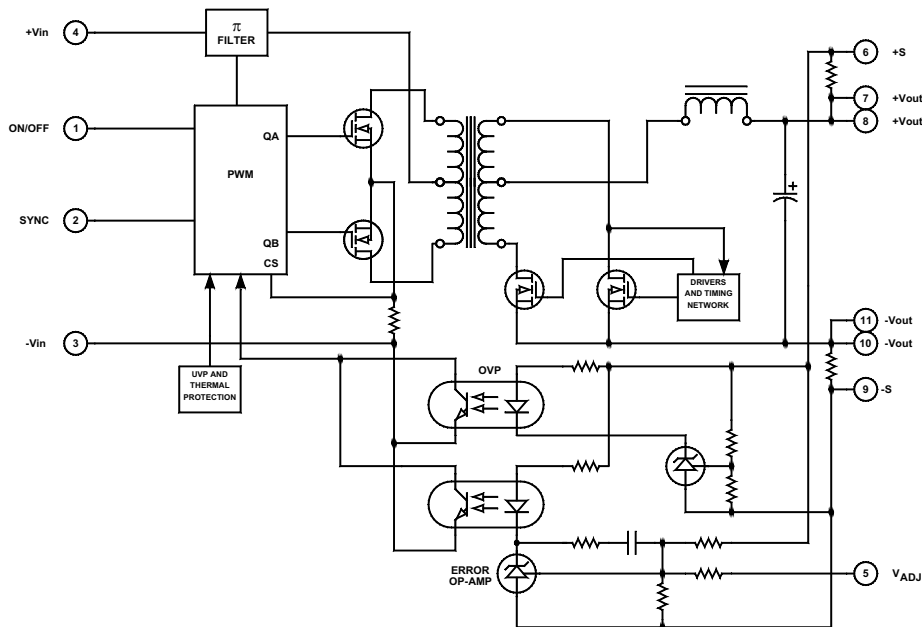 π
FILTER
+Vin
4
6
+S
7
+Vout
8
+Vout
ON/OFF
1
QA
PWM
+
SYNC
2
QB
CS
DRIVERS
AND TIMING
NETWORK
11
-Vout
-Vin
3
10
-Vout
UVP AND
THERMAL
PROTECTION
OVP
9
-S
ERROR
OP-AMP
5
VADJ